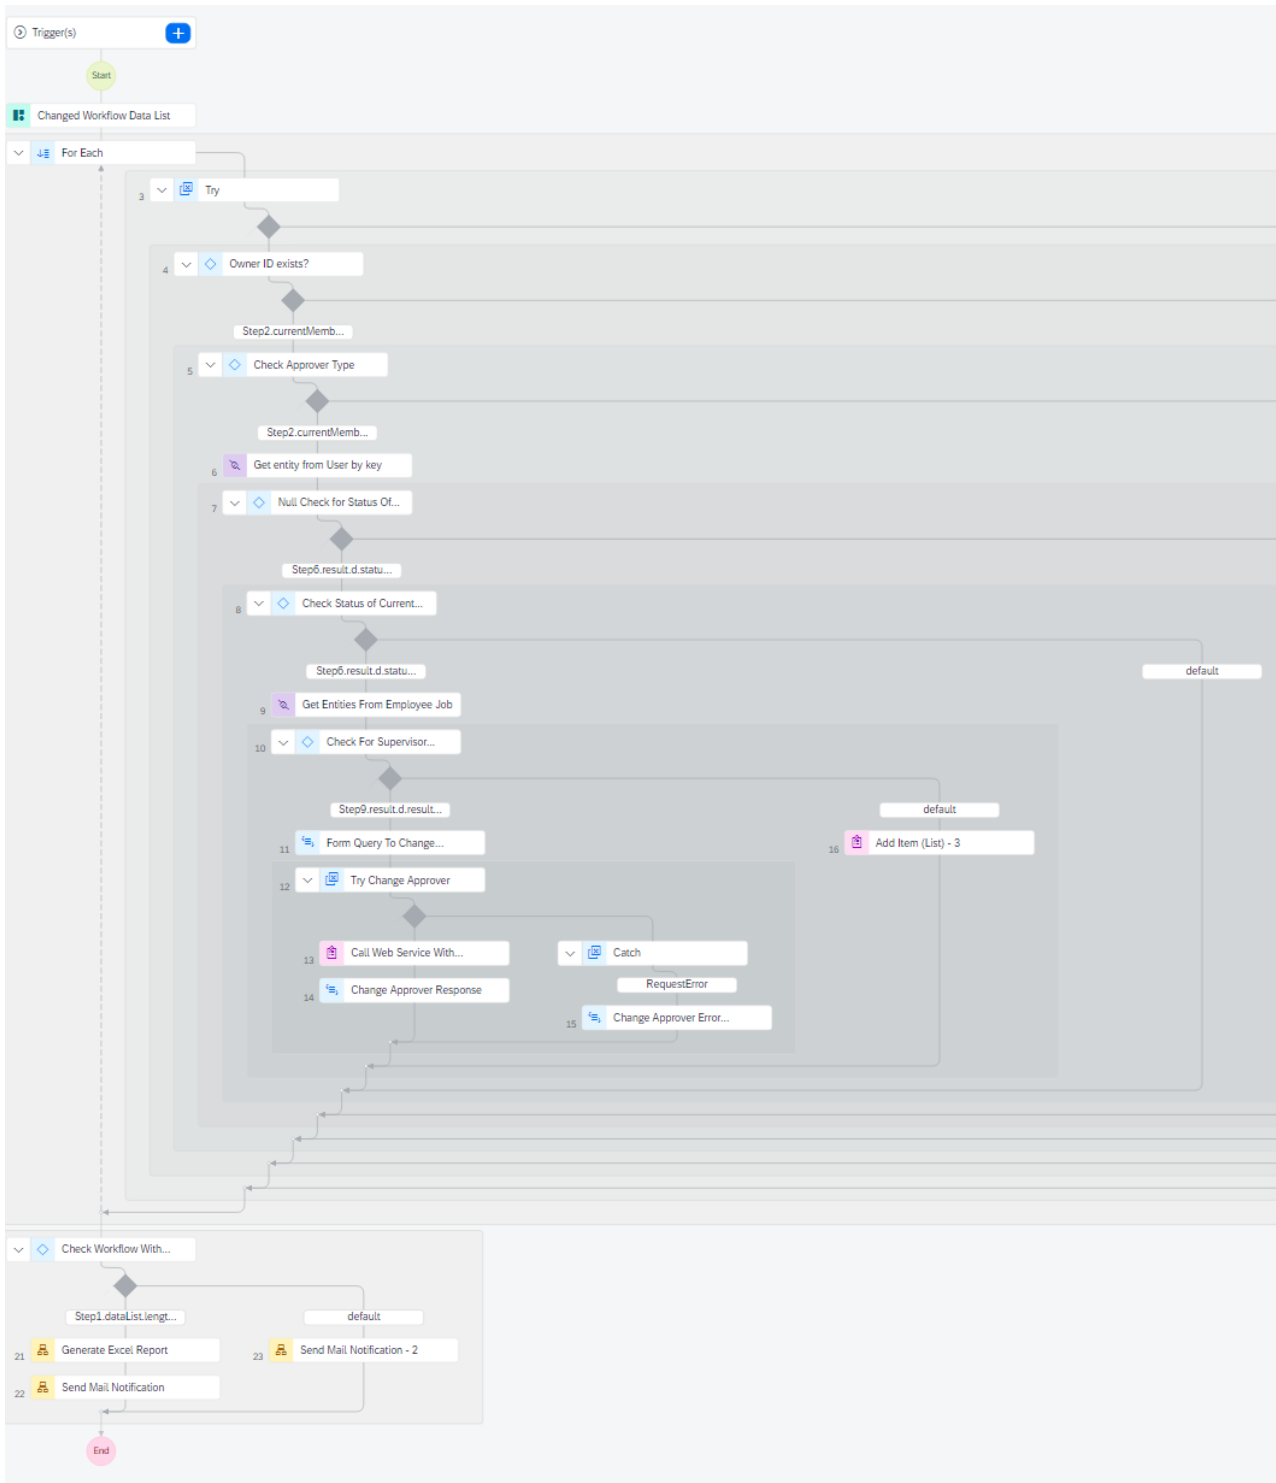 Trigger(s)
Start
Changed Workflow Data List
For Each
3 Try
4 Owner ID exists?
Step2.currentMemb...
5 Check Approver Type
Step2.currentMemb...
6 Get entity from User by key
7 Null Check for Status Of...
Step6.result.d.statu...
8 Check Status of Current...
Step6.result.d.statu... default
9 Get Entities From Employee Job
10 Check For Supervisor...
Step9.result.d.result... default
11 Form Query To Change... 16 Add Item (List) - 3
12 Try Change Approver
13 Call Web Service With... Catch
14 Change Approver Response RequestError
15 Change Approver Error...
Check Workflow With...
Step1.dataList.lengt... default
21 Generate Excel Report 23 Send Mail Notification - 2
22 Send Mail Notification
End